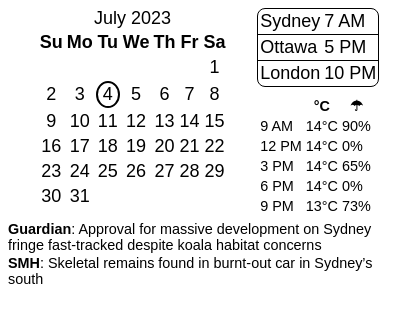 July 2023
Su Mo Tu We Th Fr Sa
1
2 3 4 5 6 7 8
9 10 11 12 13 14 15
16 17 18 19 20 21 22
23 24 25 26 27 28 29
30 31
Sydney 7 AM
Ottawa 5 PM
London 10 PM
°C ☂
9 AM 14°C 90%
12 PM 14°C 0%
3 PM 14°C 65%
6 PM 14°C 0%
9 PM 13°C 73%
Guardian: Approval for massive development on Sydney
fringe fast-tracked despite koala habitat concerns
SMH: Skeletal remains found in burnt-out car in Sydney's
south